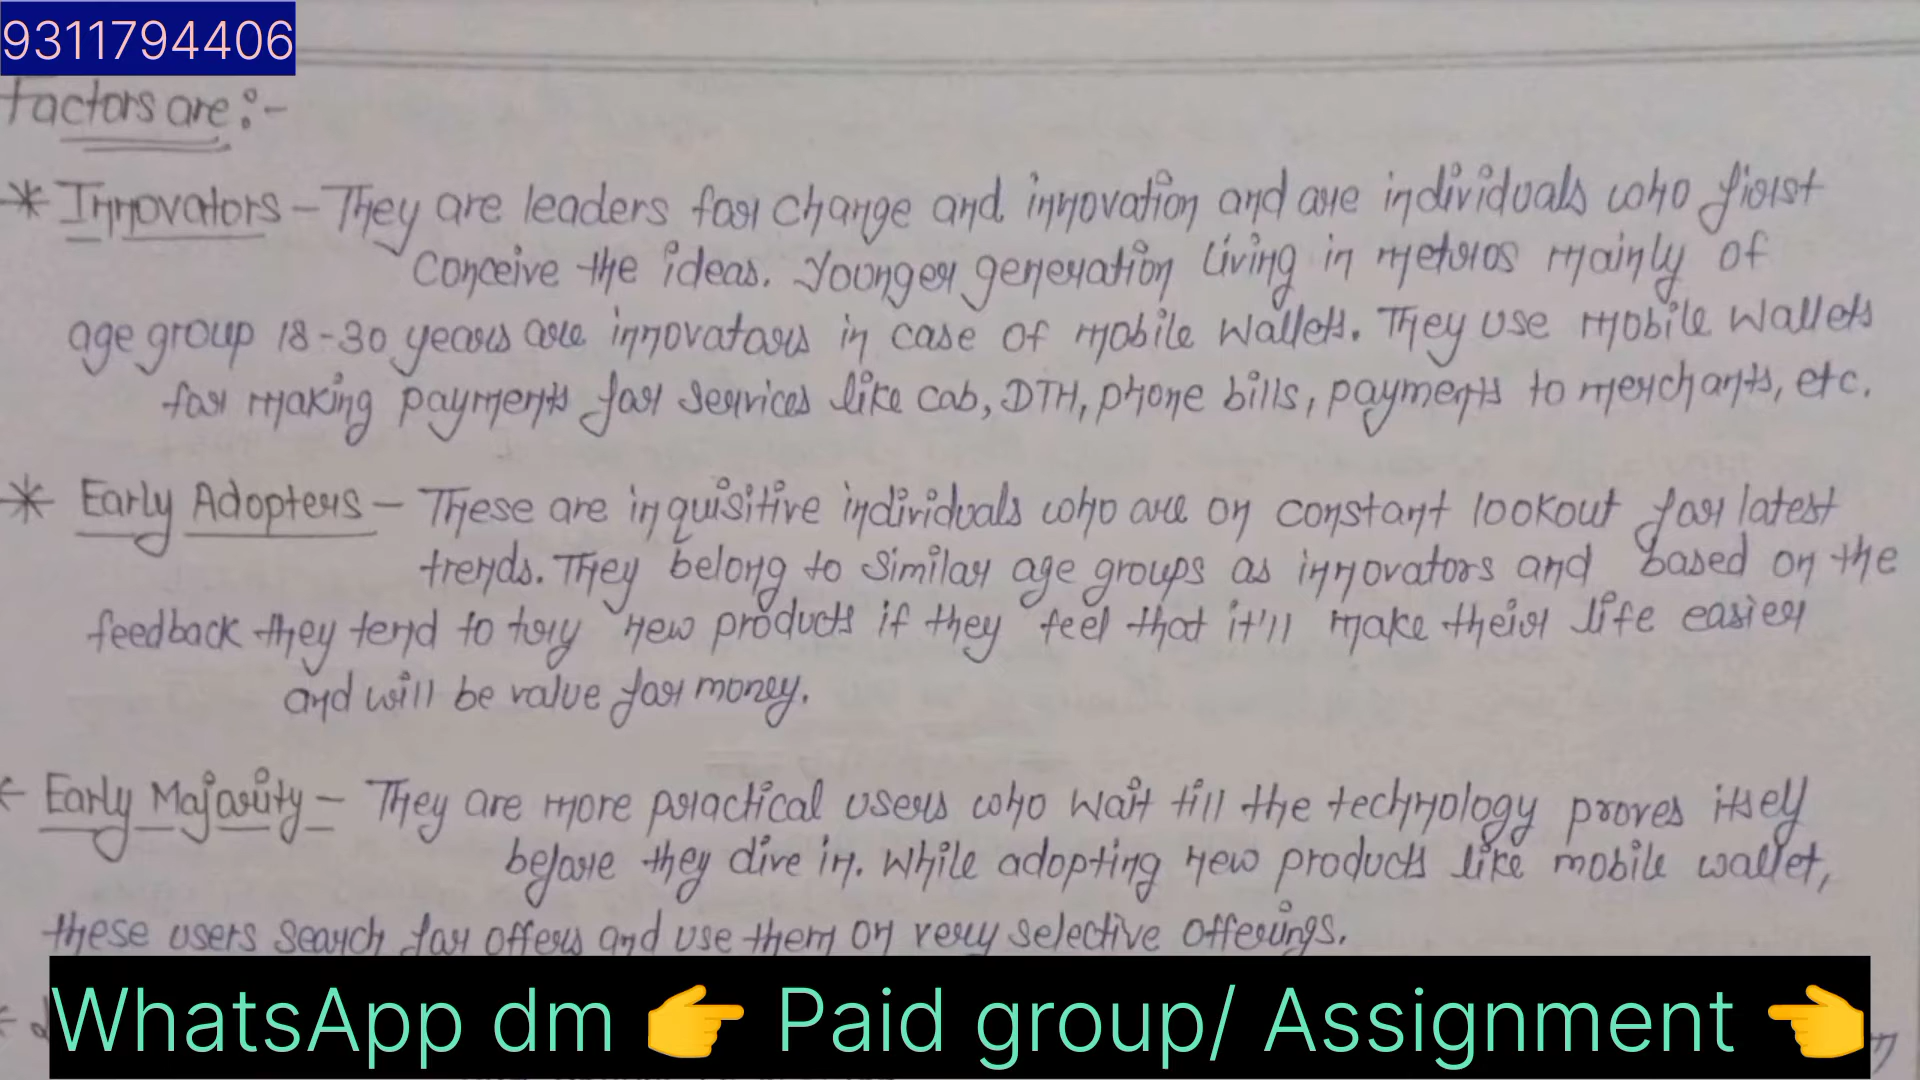 9311794406
Factors are:-
* Innovators - They are leaders for change and innovation and are individuals who first
conceive the ideas. Younger generation living in metros mainly of
age group 18-30 years are innovators in case of mobile wallets. They use mobile wallets
for making payments for services like cab, DTH, phone bills, payments to merchants, etc.
* Early Adopters - These are inquisitive individuals who are on constant lookout for latest
trends. They belong to similar age groups as innovators and based on the
feedback they tend to try new products if they feel that it'll make their life easier
and will be value for money.
Early Majority - They are more practical users who wait till the technology proves itself
before they dive in. While adopting new products like mobile wallet,
these users search for offers and use them on very selective offerings.
WhatsApp dm 👉 Paid group/ Assignment 👈